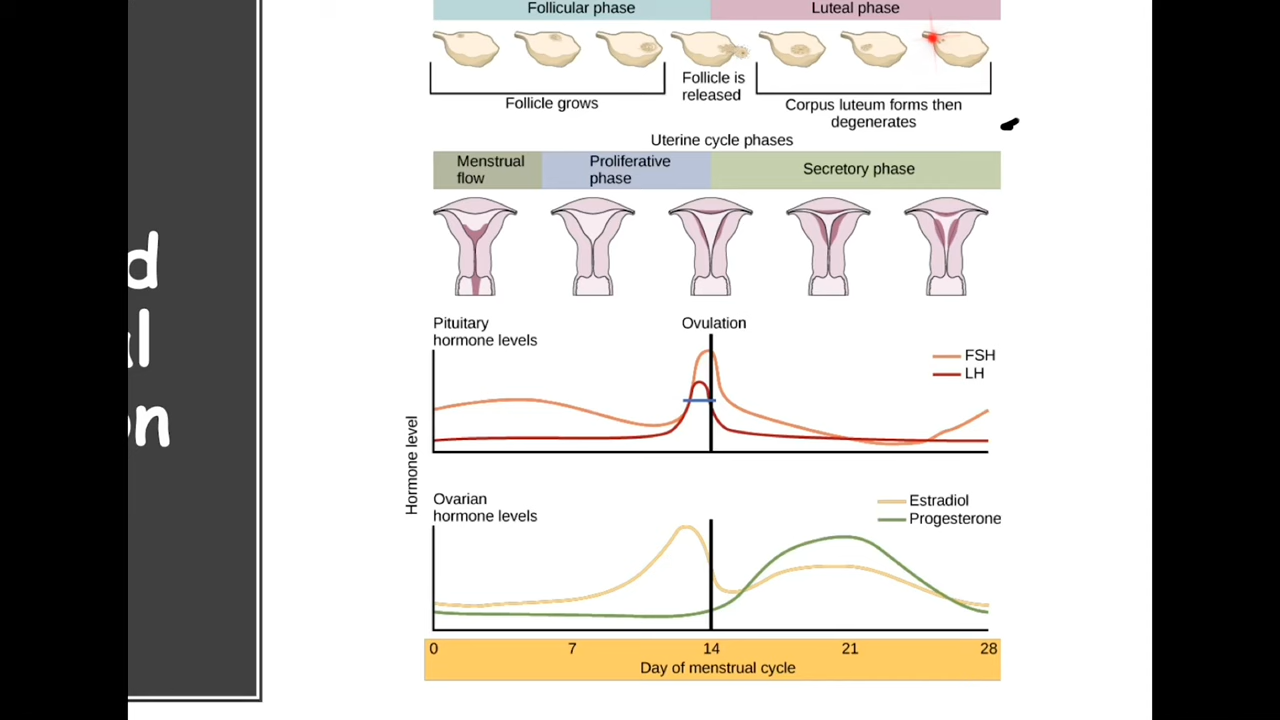 Follicular phase
Luteal phase
Follicle grows
Follicle is
released
Corpus luteum forms then
degenerates
Uterine cycle phases
Menstrual
flow
Proliferative
phase
Secretory phase
d
al
on
Pituitary
hormone levels
Ovulation
FSH
LH
Hormone level
Ovarian
hormone levels
Estradiol
Progesterone
0 7 14 21 28
Day of menstrual cycle